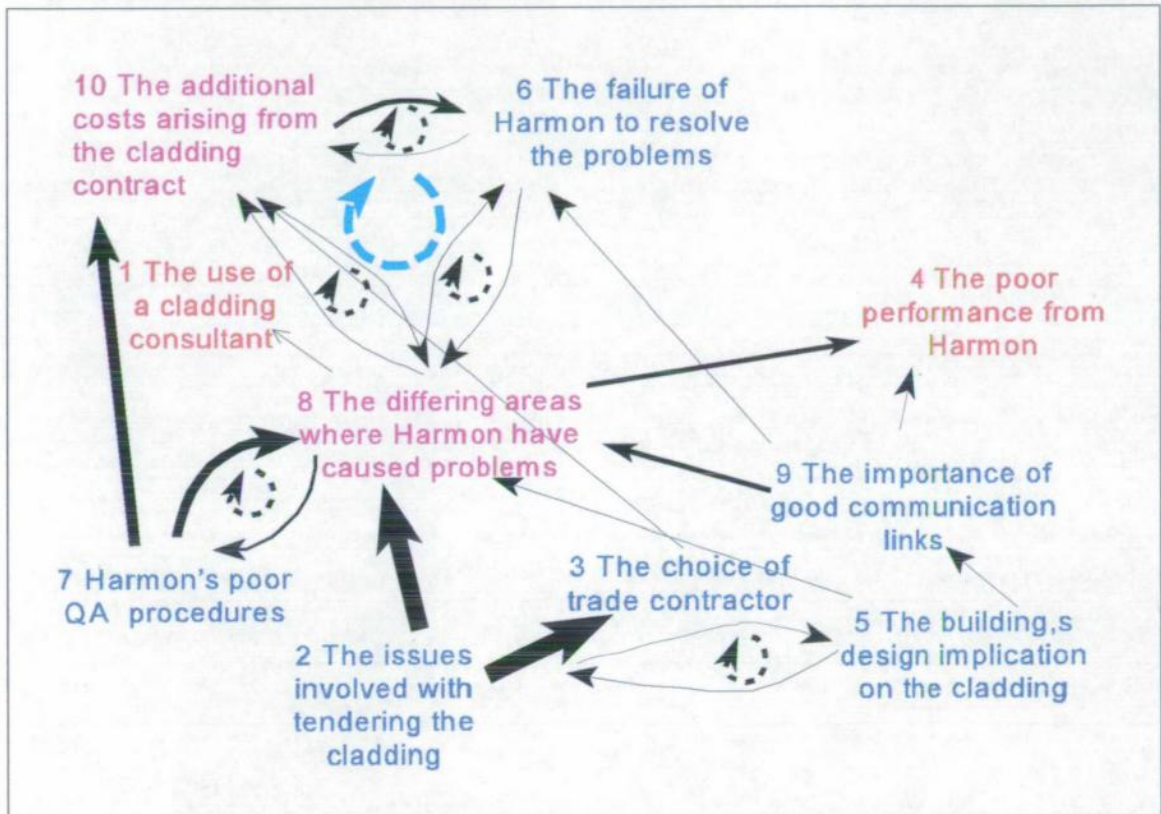 10 The additional
costs arising from
the cladding
contract
6 The failure of
Harmon to resolve
the problems
1 The use of
a cladding
consultant
4 The poor
performance from
Harmon
8 The differing areas
where Harmon have
caused problems
9 The importance of
good communication
links
7 Harmon's poor
QA procedures
3 The choice of
trade contractor
5 The building,s
design implication
on the cladding
2 The issues
involved with
tendering the
cladding